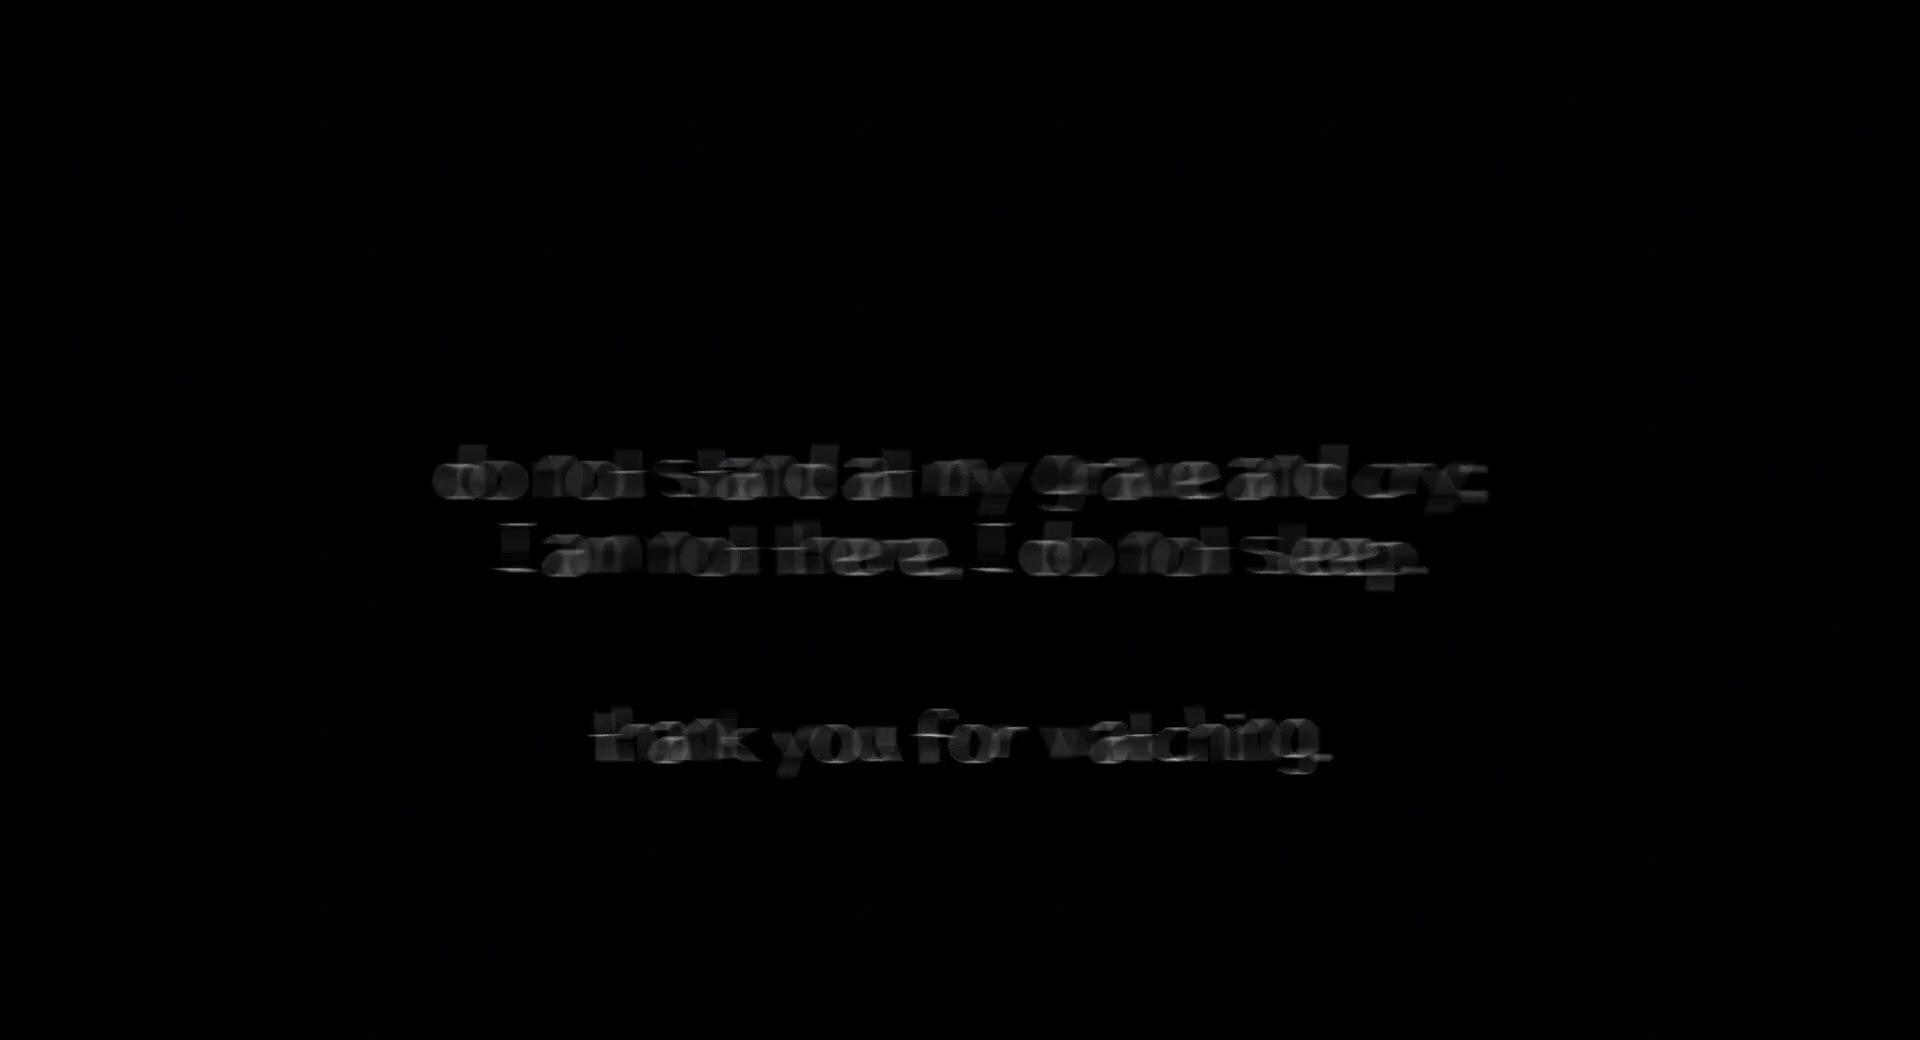 do not stand at my grave and cry;
I am not there. I do not sleep.
thank you for watching.